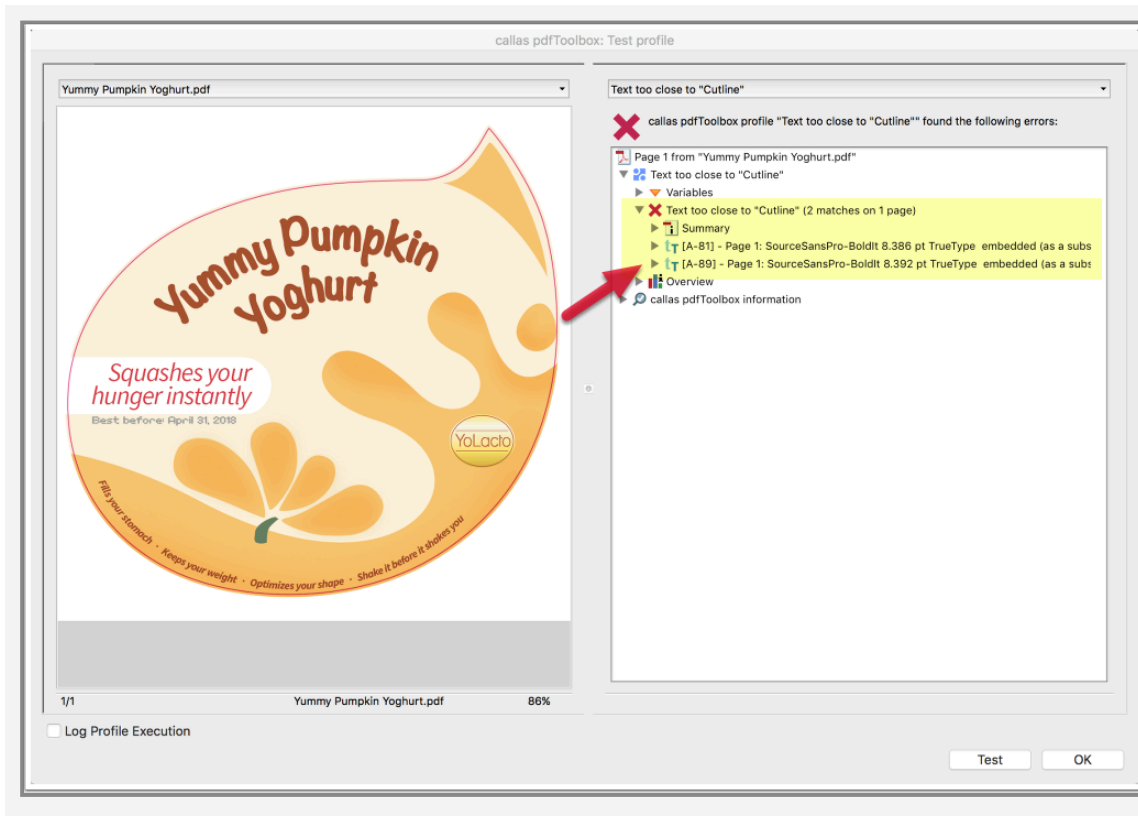 callas pdfToolbox: Test profile
Yummy Pumpkin Yoghurt.pdf
Yummy Pumpkin
Yoghurt
Squashes your
hunger instantly
Best before: April 31, 2018
YoLacto
Fills your stomach · Keeps your weight · Optimizes your shape · Shake it before it shakes you
1/1 Yummy Pumpkin Yoghurt.pdf 86%
Text too close to "Cutline"
callas pdfToolbox profile "Text too close to "Cutline"" found the following errors:
Page 1 from "Yummy Pumpkin Yoghurt.pdf"
Text too close to "Cutline"
Variables
Text too close to "Cutline" (2 matches on 1 page)
Summary
[A-81] - Page 1: SourceSansPro-BoldIt 8.386 pt TrueType embedded (as a subs
[A-89] - Page 1: SourceSansPro-BoldIt 8.392 pt TrueType embedded (as a subs
Overview
callas pdfToolbox information
Log Profile Execution
Test OK